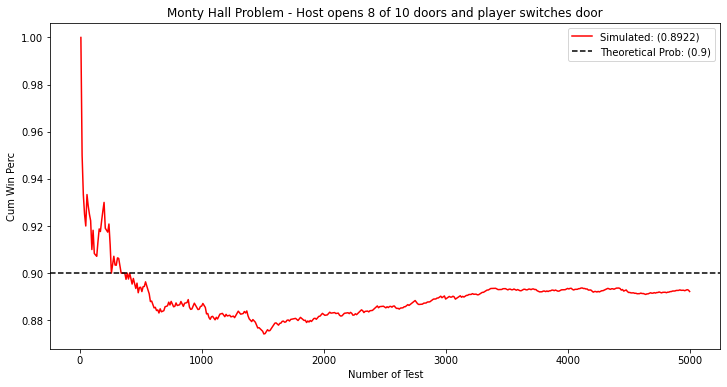 Monty Hall Problem - Host opens 8 of 10 doors and player switches door
Simulated: (0.8922)
Theoretical Prob: (0.9)
Cum Win Perc
1.00
0.98
0.96
0.94
0.92
0.90
0.88
0 1000 2000 3000 4000 5000
Number of Test